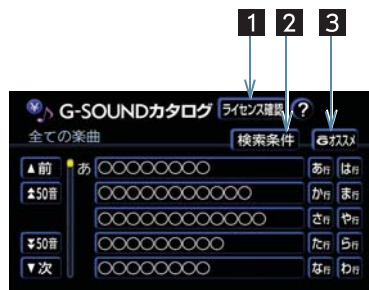 1 2 3
G-SOUNDカタログ ライセンス確認 ?
全ての楽曲 検索条件 Gオススメ
▲前 あ ○○○○○○○○ あ行 は行
50音 ○○○○○○○○○○○ か行 ま行
○○○○○○○○○○○○ さ行 や行
50音 ○○○○○○○○○ た行 ら行
▼次 ○○○○○○○○ な行 わ行